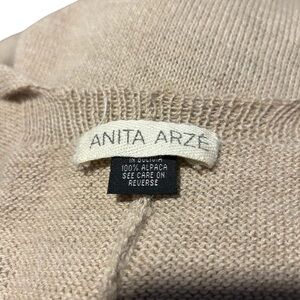 ANITA ARZÉ
IN BOLIVIA
100% ALPACA
SEE CARE ON
REVERSE